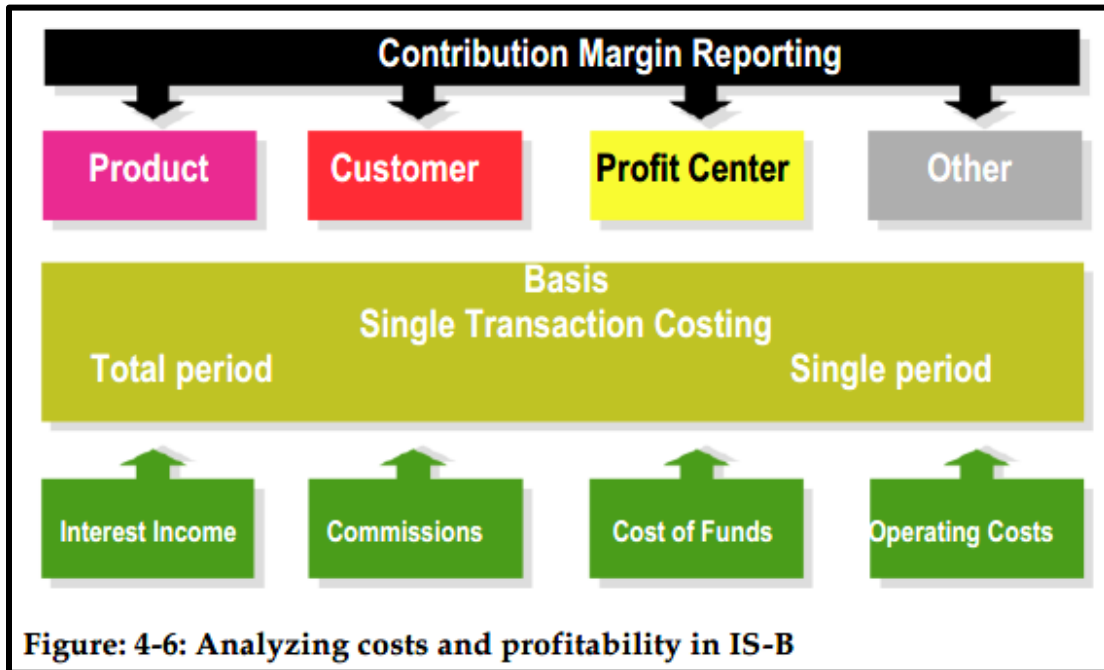 Contribution Margin Reporting
Product
Customer
Profit Center
Other
Basis
Single Transaction Costing
Total period
Single period
Interest Income
Commissions
Cost of Funds
Operating Costs
Figure: 4-6: Analyzing costs and profitability in IS-B